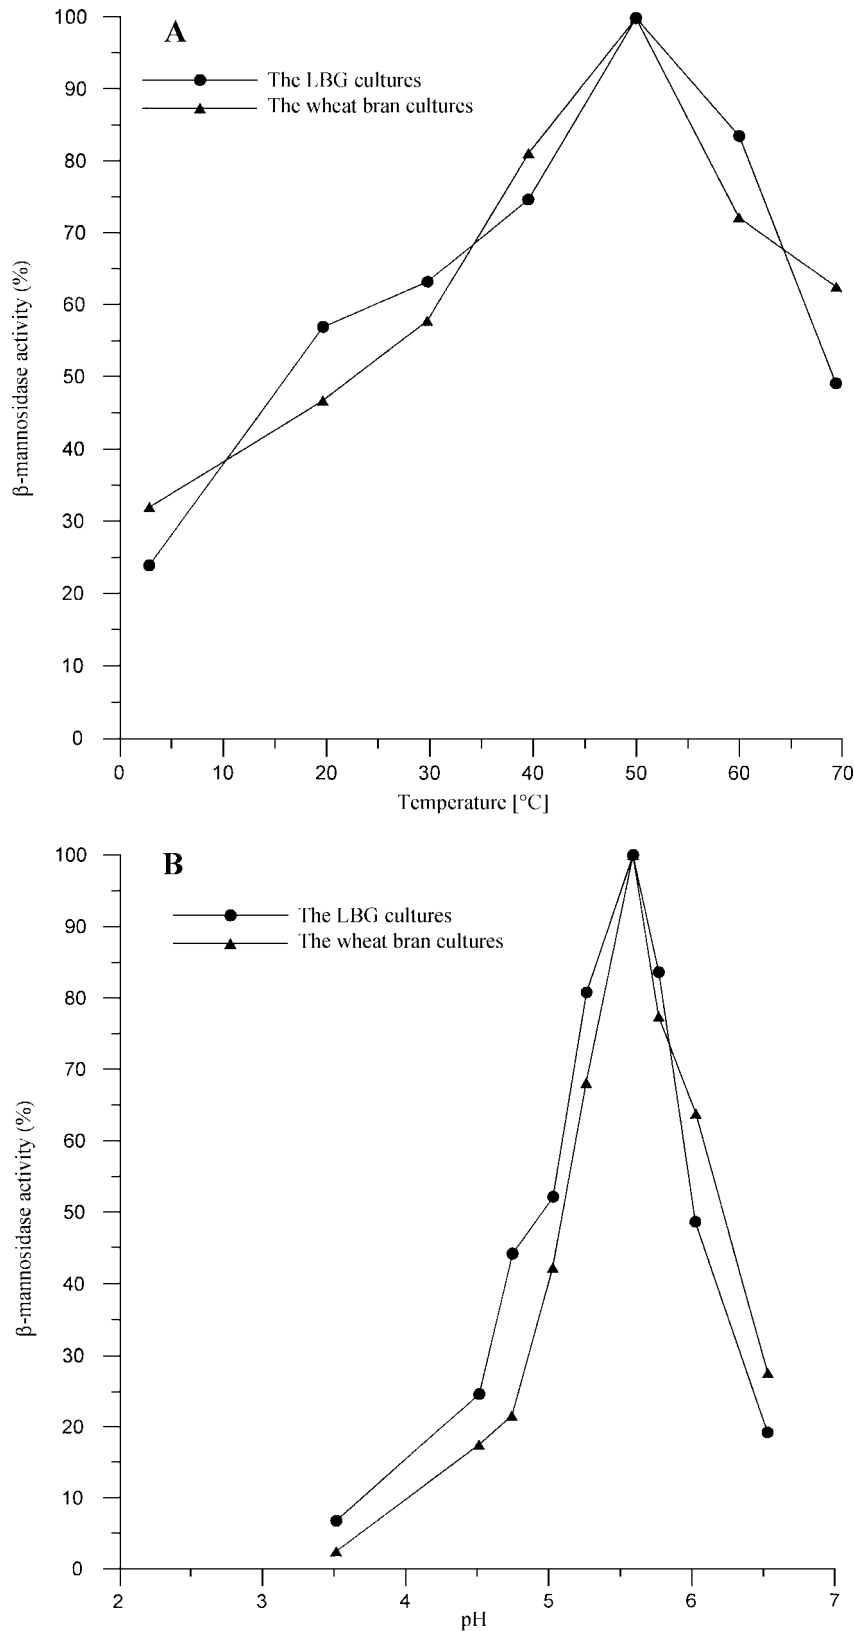 A
The LBG cultures
The wheat bran cultures
100
90
80
70
60
50
40
30
20
10
0
β-mannosidase activity (%)
0 10 20 30 40 50 60 70
Temperature [°C]
B
The LBG cultures
The wheat bran cultures
100
90
80
70
60
50
40
30
20
10
0
β-mannosidase activity (%)
2 3 4 5 6 7
pH